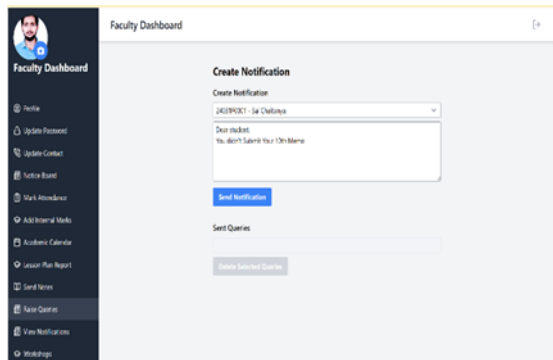 Faculty Dashboard
Faculty Dashboard
Profile
Update Password
Update Contact
Notice Board
Mark Attendance
Add Internal Marks
Academic Calendar
Lesson Plan Report
Send Notes
Raise Queries
View Notifications
Workshops
Create Notification
Create Notification
- Sai Chaitanya
Dear student,
You didn't Submit Your 10th Memo
Send Notification
Sent Queries
Delete Selected Queries